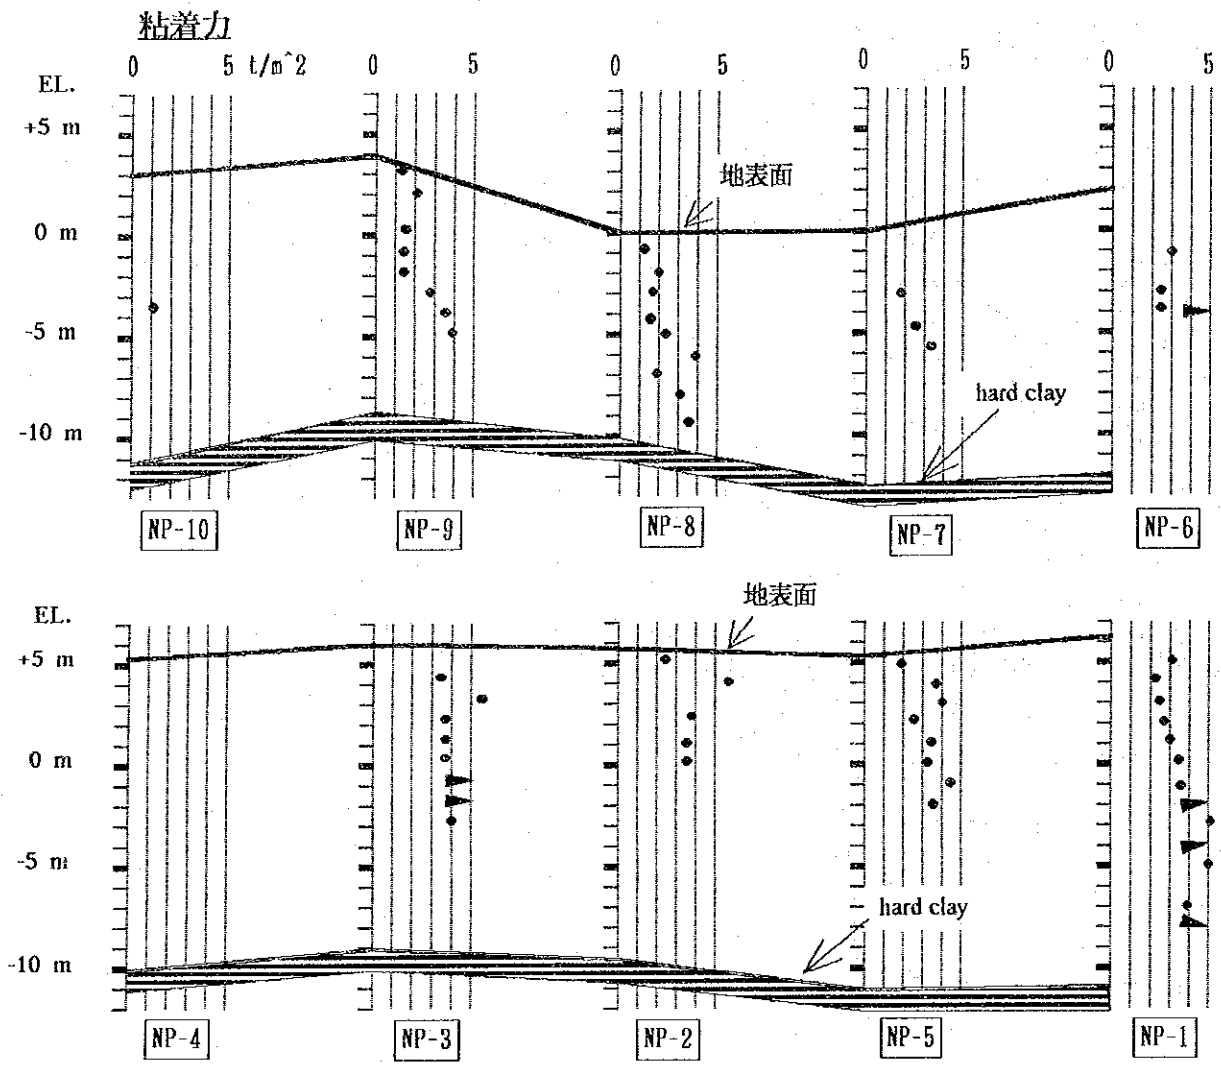 粘着力
0 5 t/m^2 0 5 0 5 0 5 0 5
EL.
+5 m
地表面
0 m
-5 m
hard clay
-10 m
NP-10 NP-9 NP-8 NP-7 NP-6
地表面
EL.
+5 m
0 m
-5 m
hard clay
-10 m
NP-4 NP-3 NP-2 NP-5 NP-1